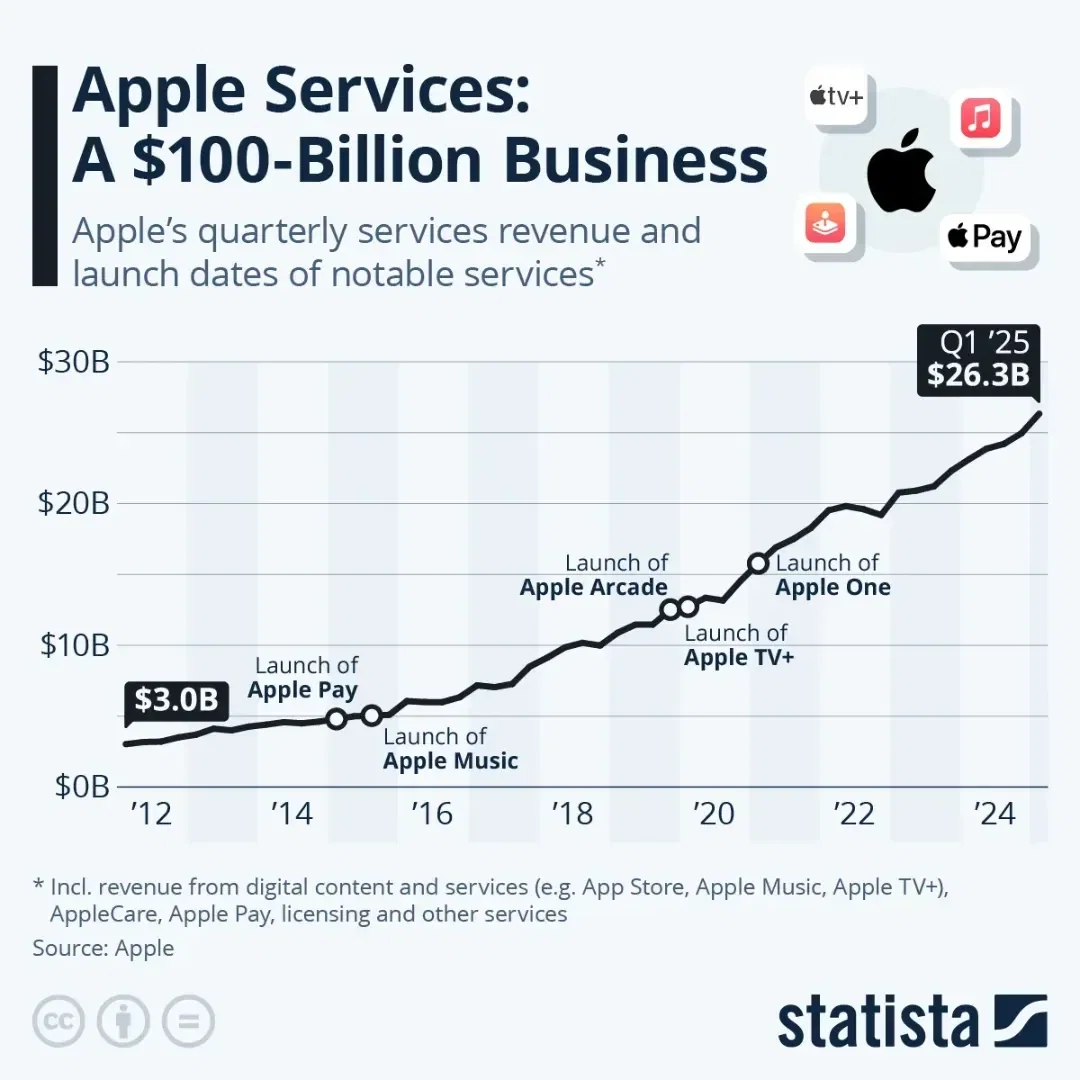 Apple Services:
A $100-Billion Business
Apple's quarterly services revenue and
launch dates of notable services*
tv+
Pay
$30B
$20B
$10B
$0B
Q1 ’25
$26.3B
Launch of
Apple Arcade
Launch of
Apple One
Launch of
Apple TV+
Launch of
Apple Pay
$3.0B
Launch of
Apple Music
’12
’14
’16
’18
’20
’22
’24
* Incl. revenue from digital content and services (e.g. App Store, Apple Music, Apple TV+),
AppleCare, Apple Pay, licensing and other services
Source: Apple
cc
statista